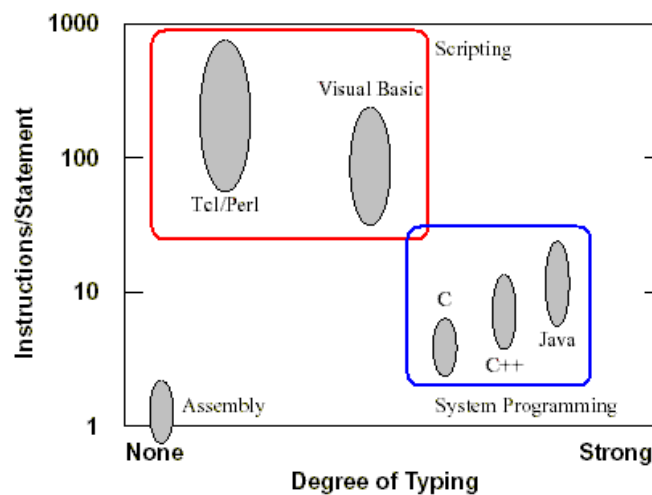 1000
Scripting
Visual Basic
100
Tcl/Perl
Instructions/Statement
10
C
C++
Java
Assembly
System Programming
1
None
Strong
Degree of Typing